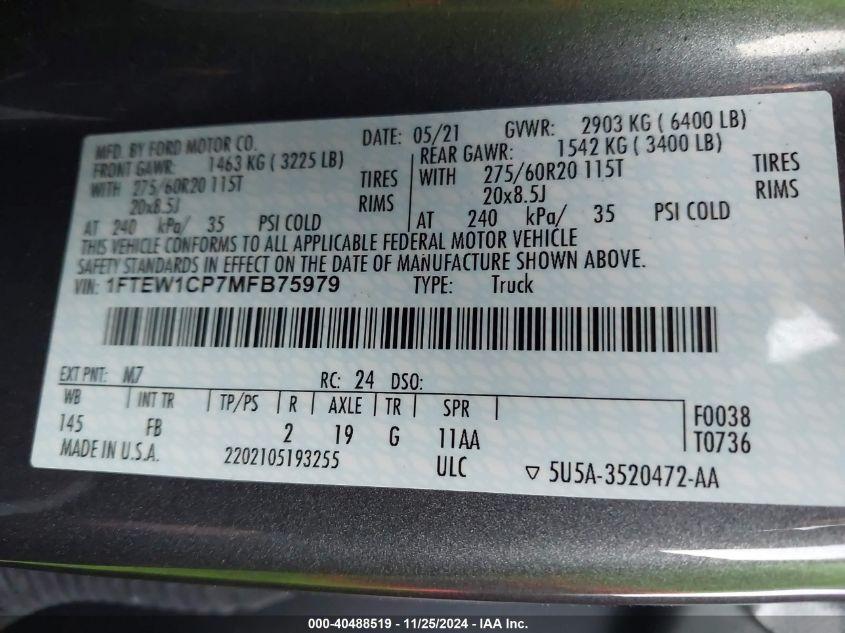 MFD. BY FORD MOTOR CO.
DATE: 05/21 GVWR: 2903 KG ( 6400 LB)
FRONT GAWR: 1463 KG ( 3225 LB)
REAR GAWR: 1542 KG ( 3400 LB)
WITH 275/60R20 115T TIRES
WITH 275/60R20 115T TIRES
20x8.5J RIMS
20x8.5J RIMS
AT 240 kPa/ 35 PSI COLD
AT 240 kPa/ 35 PSI COLD
THIS VEHICLE CONFORMS TO ALL APPLICABLE FEDERAL MOTOR VEHICLE
SAFETY STANDARDS IN EFFECT ON THE DATE OF MANUFACTURE SHOWN ABOVE.
VIN: 1FTEW1CP7MFB75979 TYPE: Truck
EXT PNT: M7 RC: 24 DSO:
WB INT TR TP/PS R AXLE TR SPR F0038
145 FB 2 19 G 11AA T0736
MADE IN U.S.A. 2202105193255 ULC ▽ 5U5A-3520472-AA
000-40488519 - 11/25/2024 - IAA Inc.